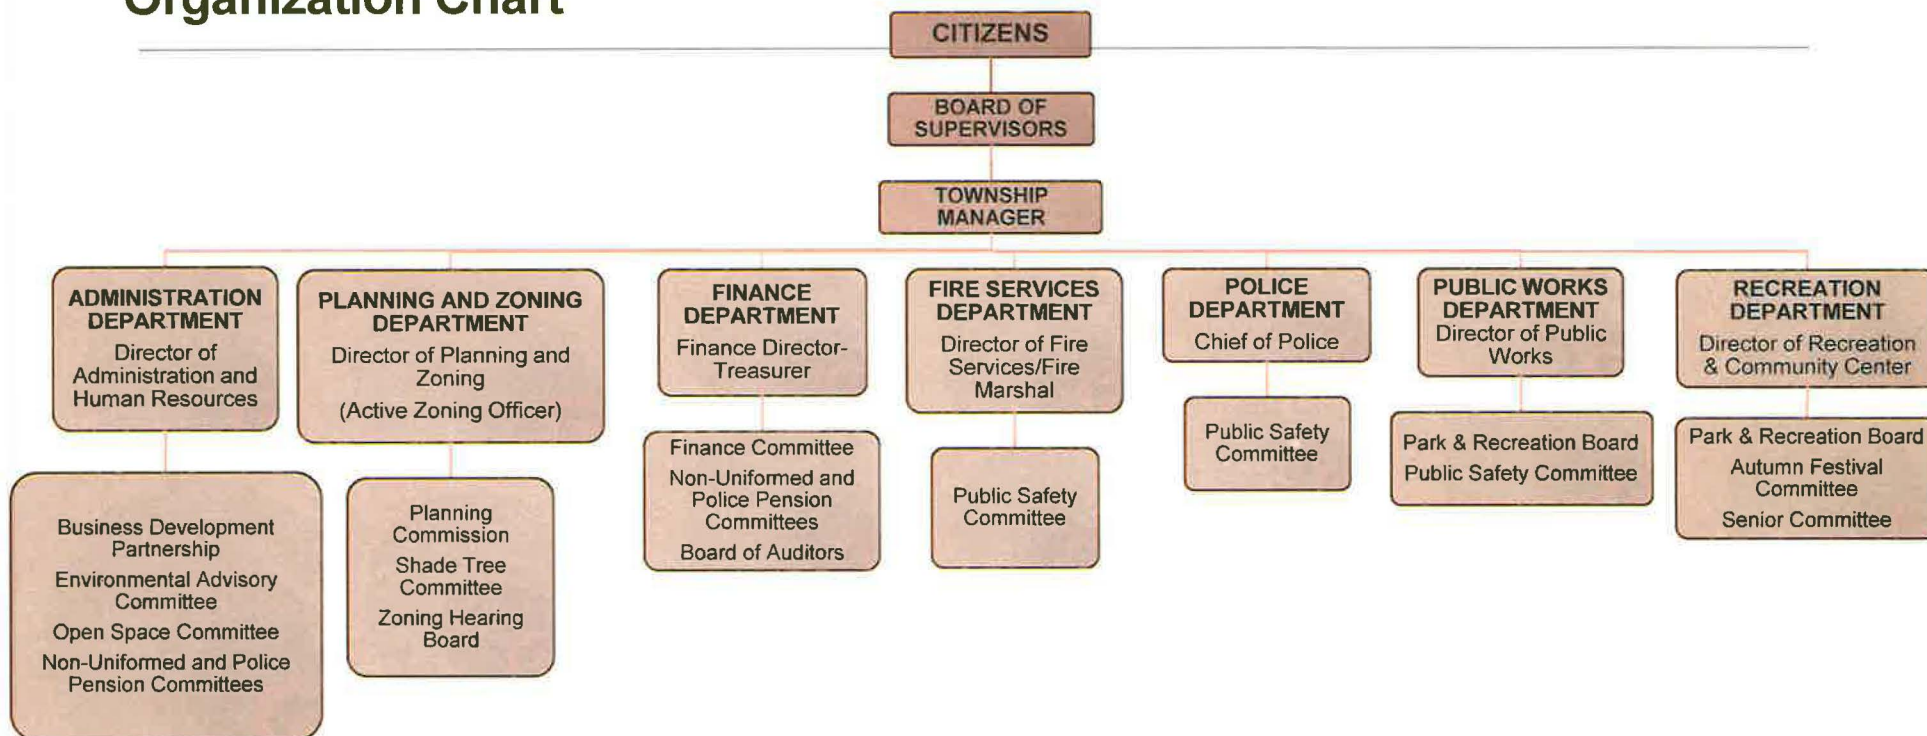 Organization Chart
CITIZENS
BOARD OF
SUPERVISORS
TOWNSHIP
MANAGER
ADMINISTRATION
DEPARTMENT
Director of
Administration and
Human Resources
PLANNING AND ZONING
DEPARTMENT
Director of Planning and
Zoning
(Active Zoning Officer)
FINANCE
DEPARTMENT
Finance Director-
Treasurer
FIRE SERVICES
DEPARTMENT
Director of Fire
Services/Fire
Marshal
POLICE
DEPARTMENT
Chief of Police
PUBLIC WORKS
DEPARTMENT
Director of Public
Works
RECREATION
DEPARTMENT
Director of Recreation
& Community Center
Business Development
Partnership
Environmental Advisory
Committee
Open Space Committee
Non-Uniformed and Police
Pension Committees
Planning
Commission
Shade Tree
Committee
Zoning Hearing
Board
Finance Committee
Non-Uniformed and
Police Pension
Committees
Board of Auditors
Public Safety
Committee
Public Safety
Committee
Park & Recreation Board
Public Safety Committee
Park & Recreation Board
Autumn Festival
Committee
Senior Committee